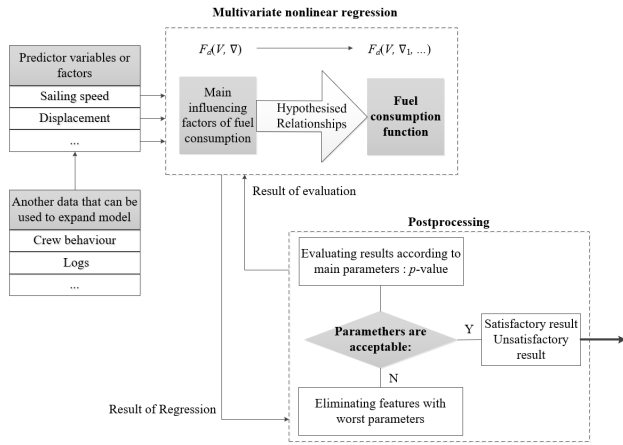 Multivariate nonlinear regression
F_d(V, ∇)
F_d(V, ∇1, ...)
Predictor variables or
factors
Sailing speed
Displacement
...
Main
influencing
factors of fuel
consumption
Hypothesised
Relationships
Fuel
consumption
function
Another data that can be
used to expand model
Crew behaviour
Logs
...
Result of evaluation
Postprocessing
Evaluating results according to
main parameters : p-value
Paramethers are
acceptable:
Y
Satisfactory result
Unsatisfactory
result
N
Eliminating features with
worst parameters
Result of Regression